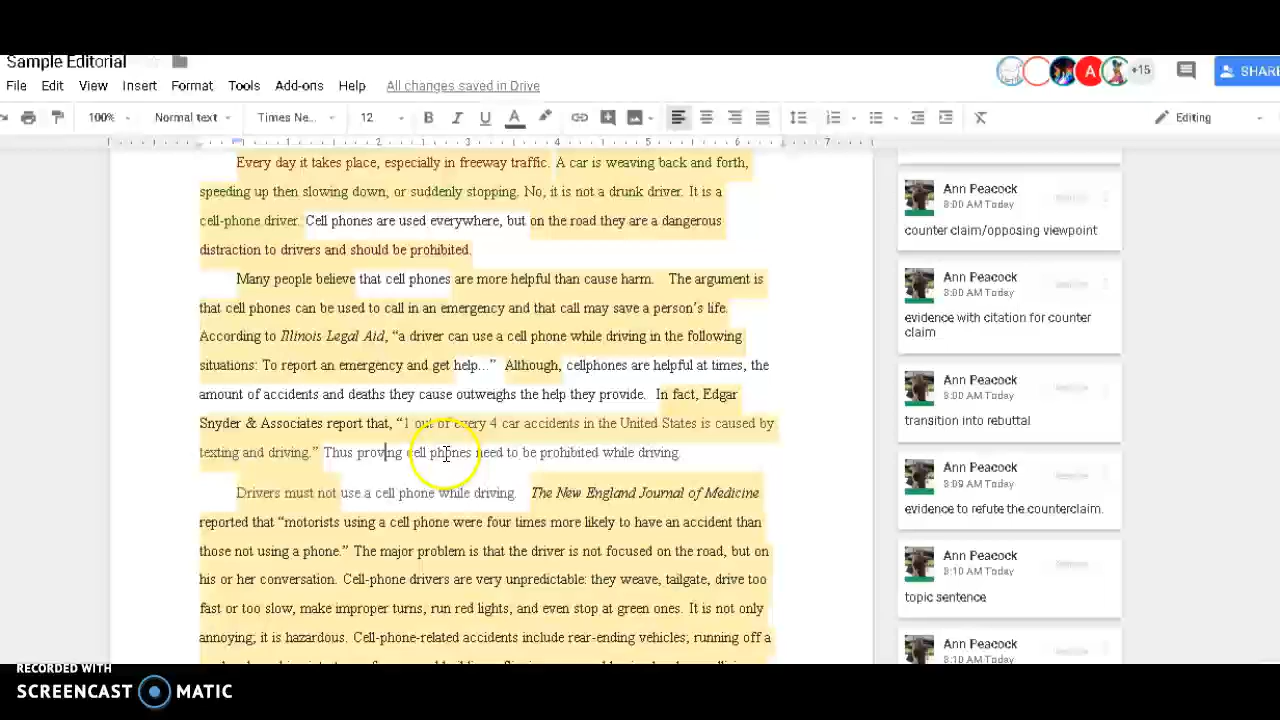 Sample Editorial
+15
SHARE
File Edit View Insert Format Tools Add-ons Help All changes saved in Drive
100% Normal text Times Ne... 12 Editing
1 2 3 4 5 6 7
Every day it takes place, especially in freeway traffic. A car is weaving back and forth,
speeding up then slowing down, or suddenly stopping. No, it is not a drunk driver. It is a
cell-phone driver. Cell phones are used everywhere, but on the road they are a dangerous
distraction to drivers and should be prohibited.
Many people believe that cell phones are more helpful than cause harm. The argument is
that cell phones can be used to call in an emergency and that call may save a person's life.
According to Illinois Legal Aid, “a driver can use a cell phone while driving in the following
situations: To report an emergency and get help...” Although, cellphones are helpful at times, the
amount of accidents and deaths they cause outweighs the help they provide. In fact, Edgar
Snyder & Associates report that, “1 out of every 4 car accidents in the United States is caused by
texting and driving.” Thus proving cell phones need to be prohibited while driving.
Drivers must not use a cell phone while driving. The New England Journal of Medicine
reported that “motorists using a cell phone were four times more likely to have an accident than
those not using a phone.” The major problem is that the driver is not focused on the road, but on
his or her conversation. Cell-phone drivers are very unpredictable: they weave, tailgate, drive too
fast or too slow, make improper turns, run red lights, and even stop at green ones. It is not only
annoying; it is hazardous. Cell-phone-related accidents include rear-ending vehicles; running off a
Ann Peacock
8:00 AM Today
counter claim/opposing viewpoint
Ann Peacock
8:00 AM Today
evidence with citation for counter
claim
Ann Peacock
8:00 AM Today
transition into rebuttal
Ann Peacock
8:09 AM Today
evidence to refute the counterclaim.
Ann Peacock
8:10 AM Today
topic sentence
Ann Peacock
8:10 AM Today
RECORDED WITH
SCREENCAST MATIC